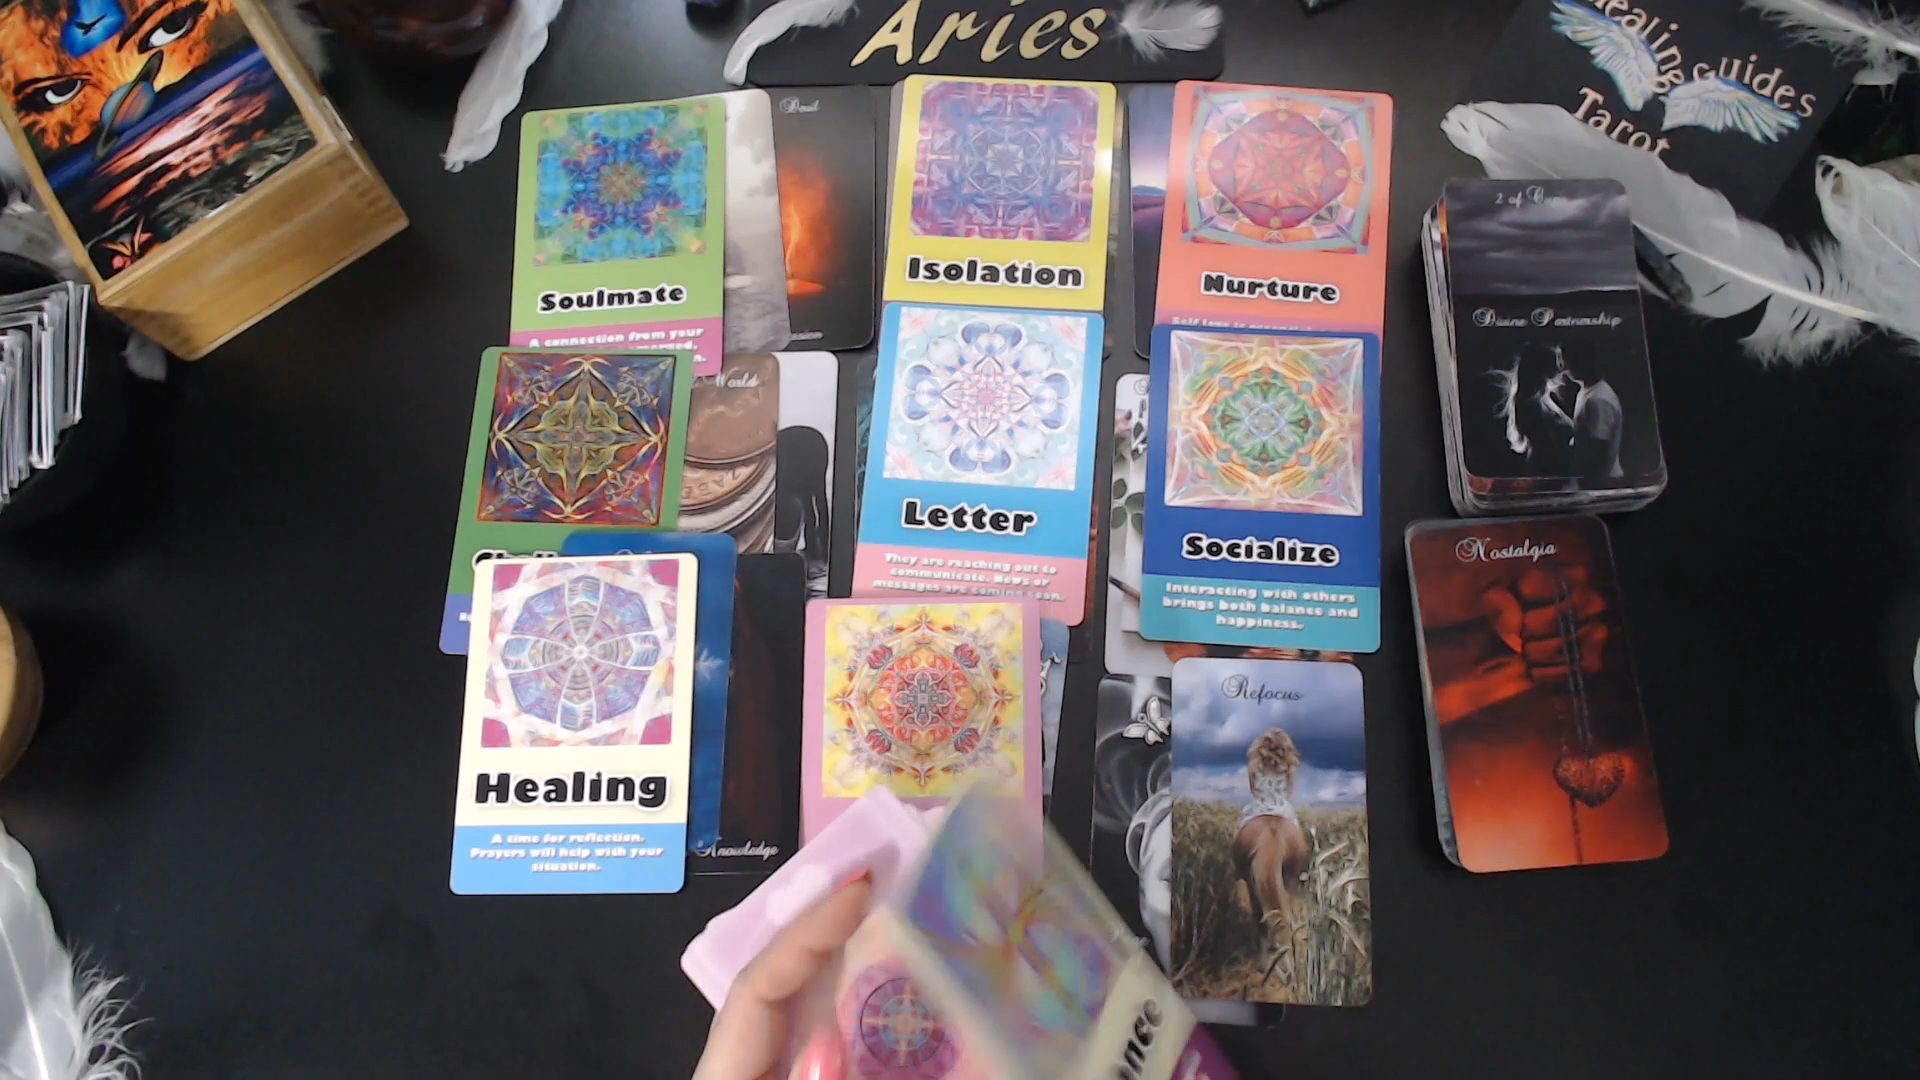 Aries
Healing Guides
Tarot
Devil
Soulmate
A connection from your
Isolation
Nurture
2 of Cups
Divine Partnership
World
Letter
They are reaching out to
communicate. News or
messages are coming soon.
Socialize
Interacting with others
brings both balance and
happiness.
Nostalgia
Healing
A time for reflection.
Prayers will help with your
situation.
Knowledge
Refocus